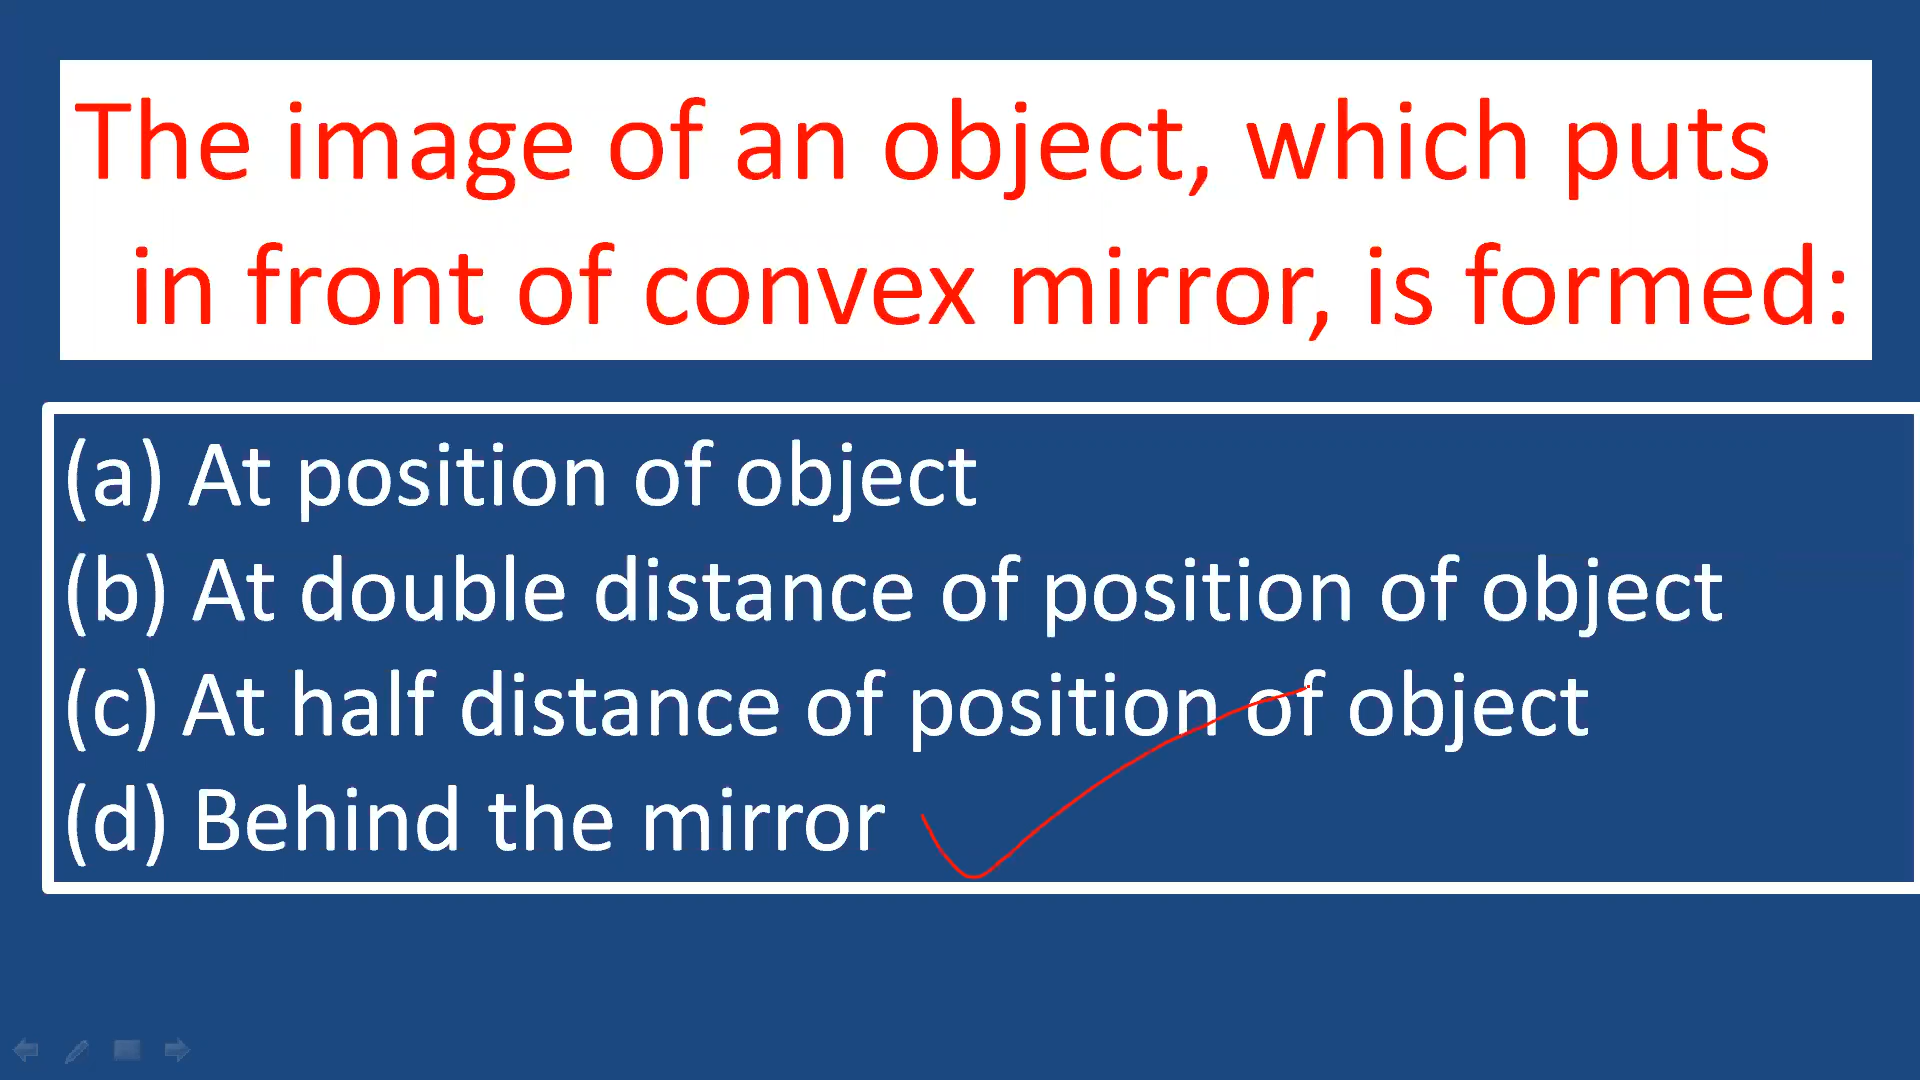 The image of an object, which puts
in front of convex mirror, is formed:
(a) At position of object
(b) At double distance of position of object
(c) At half distance of position of object
(d) Behind the mirror